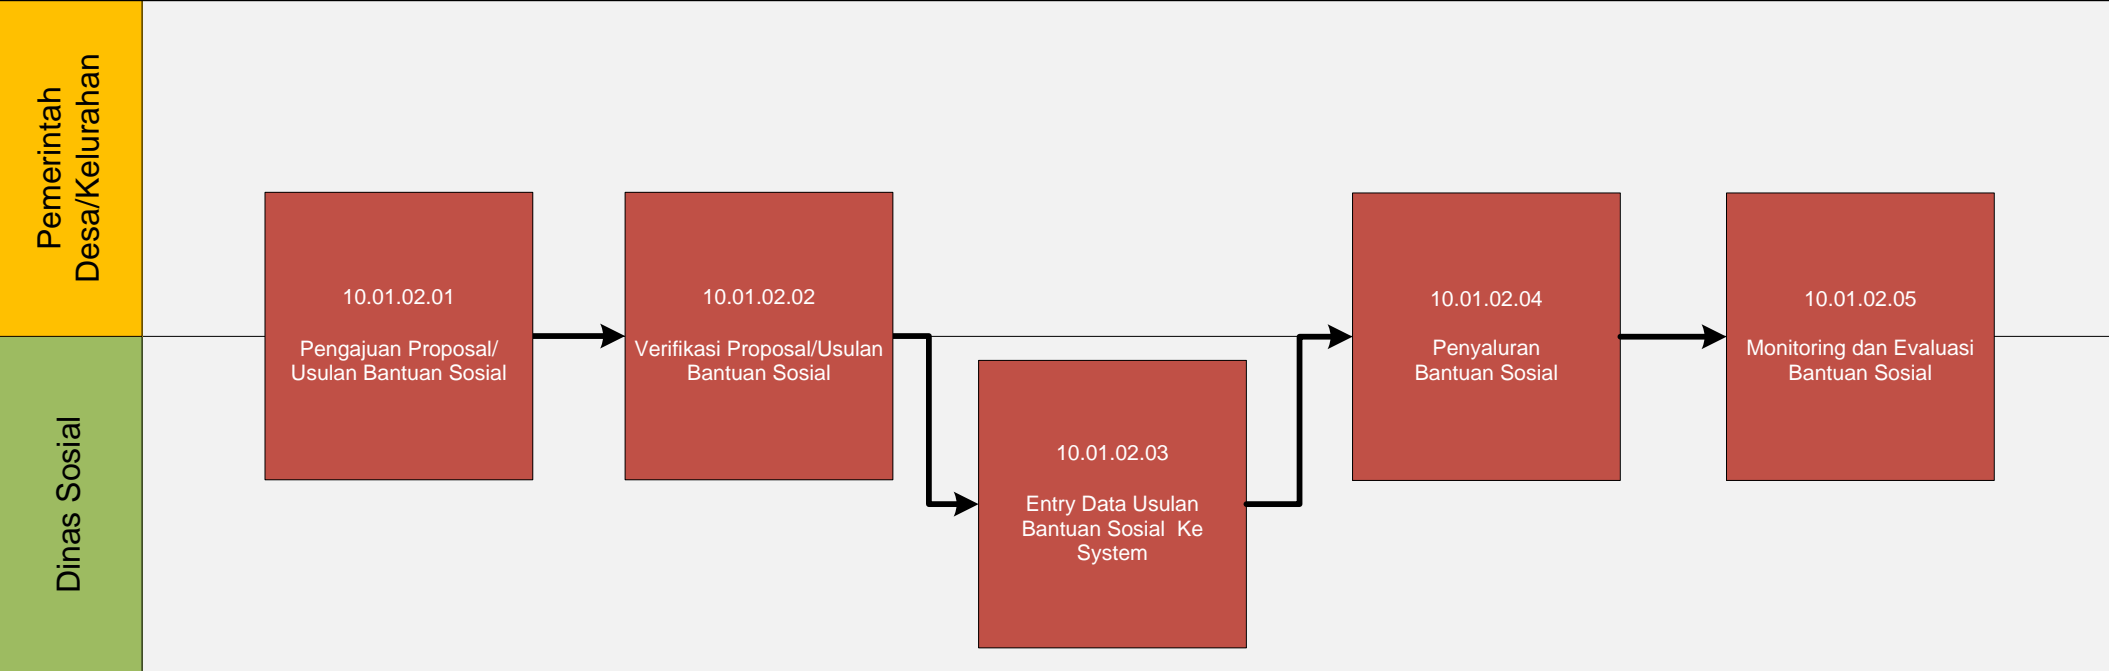 Pemerintah
Desa/Kelurahan
Dinas Sosial
10.01.02.01
Pengajuan Proposal/
Usulan Bantuan Sosial
10.01.02.02
Verifikasi Proposal/Usulan
Bantuan Sosial
10.01.02.03
Entry Data Usulan
Bantuan Sosial  Ke
System
10.01.02.04
Penyaluran
Bantuan Sosial
10.01.02.05
Monitoring dan Evaluasi
Bantuan Sosial